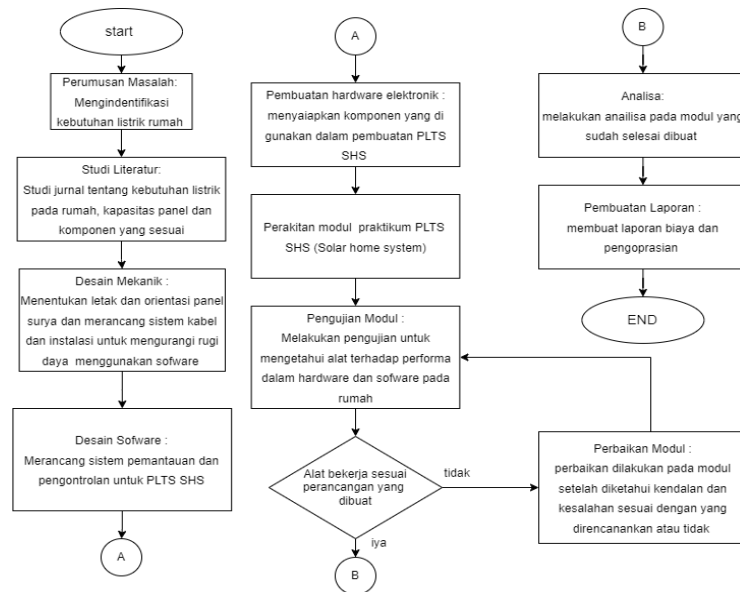 start
Perumusan Masalah:
Mengindentifikasi
kebutuhan listrik rumah
Studi Literatur:
Studi jurnal tentang kebutuhan listrik
pada rumah, kapasitas panel dan
komponen yang sesuai
Desain Mekanik :
Menentukan letak dan orientasi panel
surya dan merancang sistem kabel
dan instalasi untuk mengurangi rugi
daya menggunakan sofware
Desain Sofware :
Merancang sistem pemantauan dan
pengontrolan untuk PLTS SHS
A
A
Pembuatan hardware elektronik :
menyaiapkan komponen yang di
gunakan dalam pembuatan PLTS
SHS
Perakitan modul praktikum PLTS
SHS (Solar home system)
Pengujian Modul :
Melakukan pengujian untuk
mengetahui alat terhadap performa
dalam hardware dan sofware pada
rumah
Alat bekerja sesuai
perancangan yang
dibuat
tidak
iya
B
Perbaikan Modul :
perbaikan dilakukan pada modul
setelah diketahui kendalan dan
kesalahan sesuai dengan yang
direncanankan atau tidak
B
Analisa:
melakukan anailisa pada modul yang
sudah selesai dibuat
Pembuatan Laporan :
membuat laporan biaya dan
pengoprasian
END